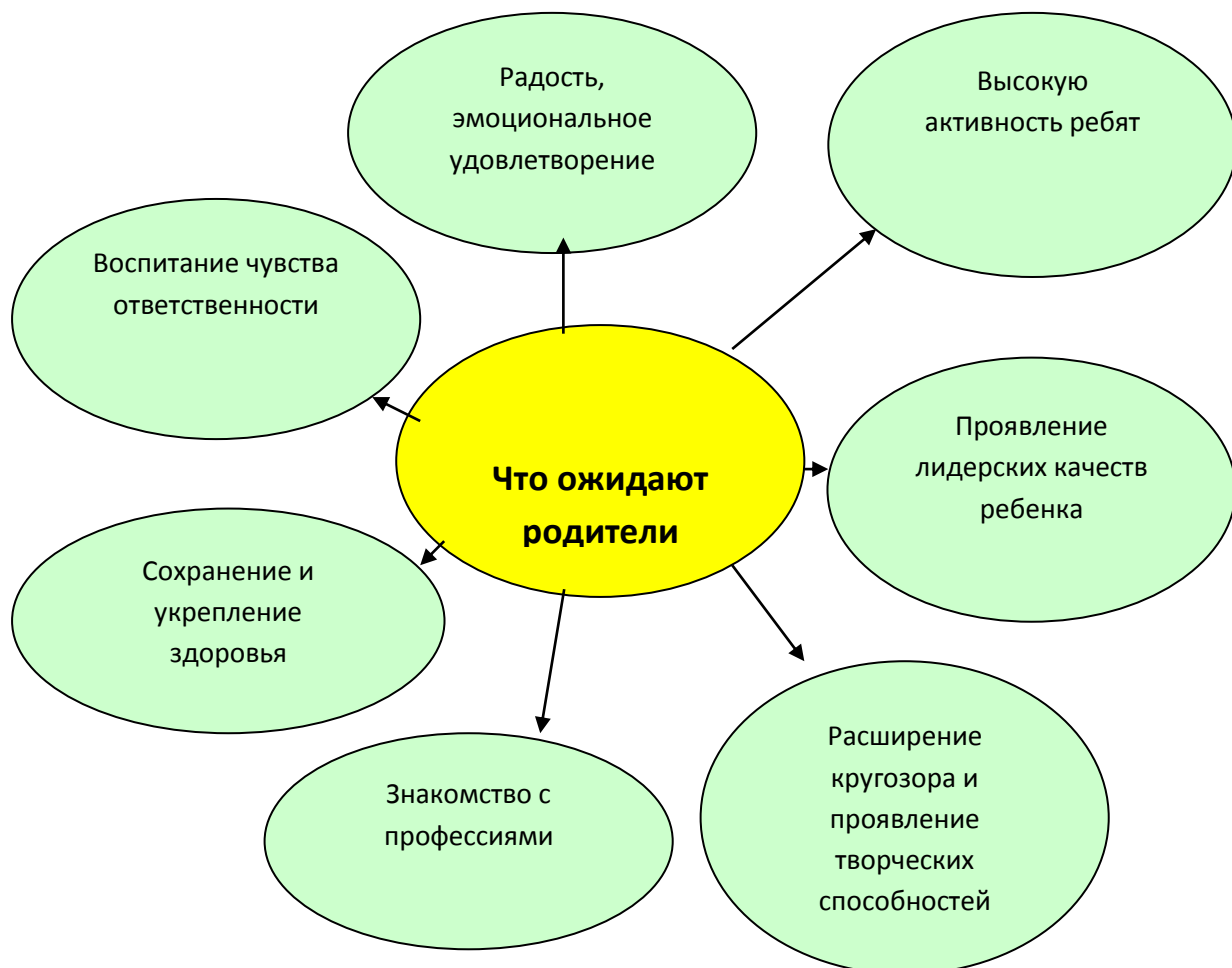 Радость,
эмоциональное
удовлетворение
Высокую
активность ребят
Воспитание чувства
ответственности
Что ожидают
родители
Проявление
лидерских качеств
ребенка
Сохранение и
укрепление
здоровья
Знакомство с
профессиями
Расширение
кругозора и
проявление
творческих
способностей